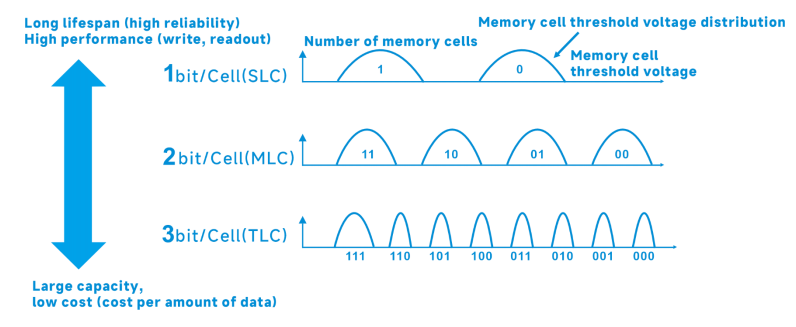 Long lifespan (high reliability)
High performance (write, readout)
Memory cell threshold voltage distribution
Number of memory cells
Memory cell
threshold voltage
1bit/Cell(SLC)
1 0
2bit/Cell(MLC)
11 10 01 00
3bit/Cell(TLC)
111 110 101 100 011 010 001 000
Large capacity,
low cost (cost per amount of data)